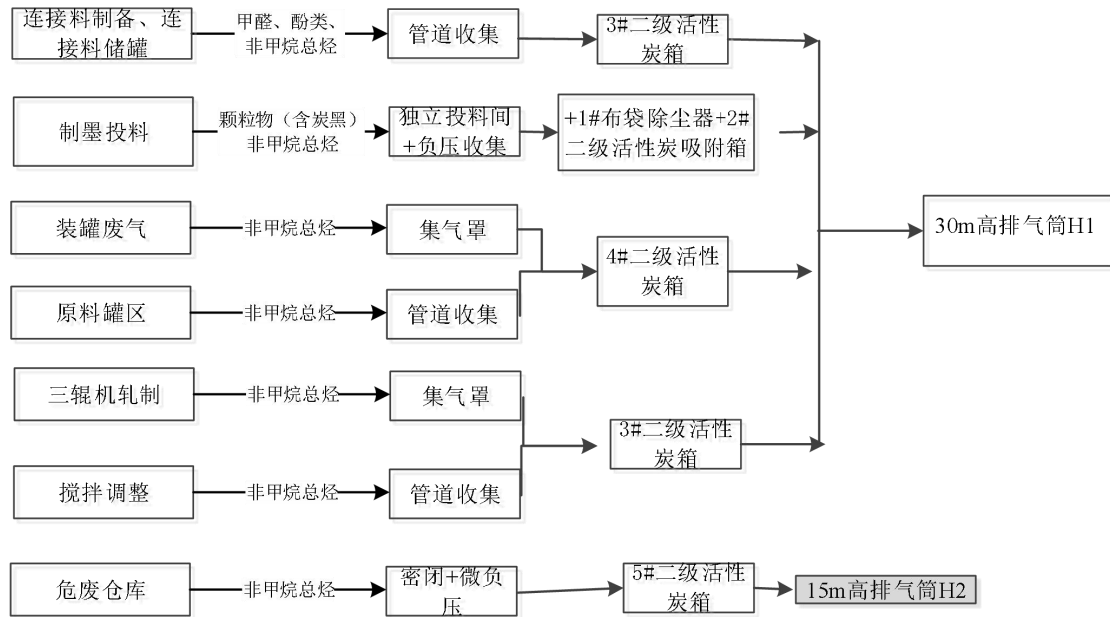 连接料制备、连
接料储罐
甲醛、酚类、
非甲烷总烃
管道收集
3#二级活性
炭箱
制墨投料
颗粒物（含炭黑）
非甲烷总烃
独立投料间
+负压收集
+1#布袋除尘器+2#
二级活性炭吸附箱
装罐废气
非甲烷总烃
集气罩
4#二级活性
炭箱
30m高排气筒H1
原料罐区
非甲烷总烃
管道收集
三辊机轧制
非甲烷总烃
集气罩
3#二级活性
炭箱
搅拌调整
非甲烷总烃
管道收集
危废仓库
非甲烷总烃
密闭+微负
压
5#二级活性
炭箱
15m高排气筒H2